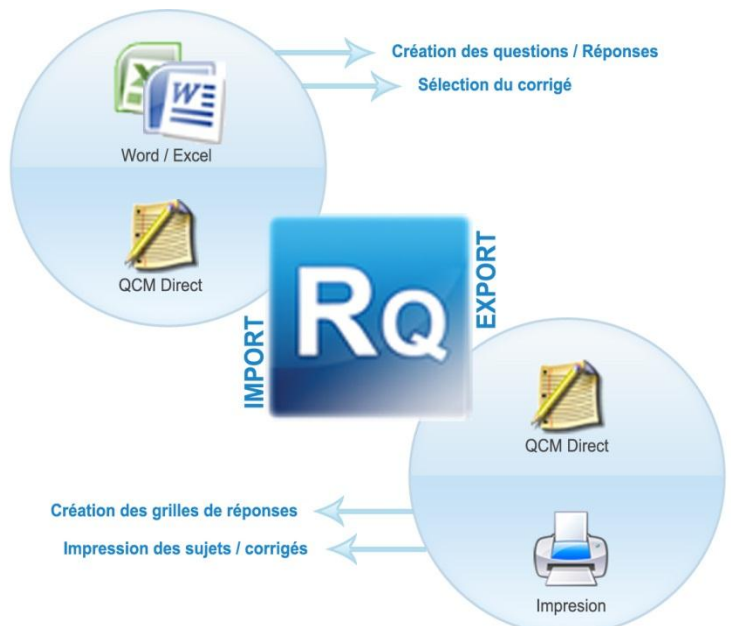 Création des questions / Réponses
Sélection du corrigé
Word / Excel
QCM Direct
IMPORT
RQ
EXPORT
QCM Direct
Création des grilles de réponses
Impression des sujets / corrigés
Impresion